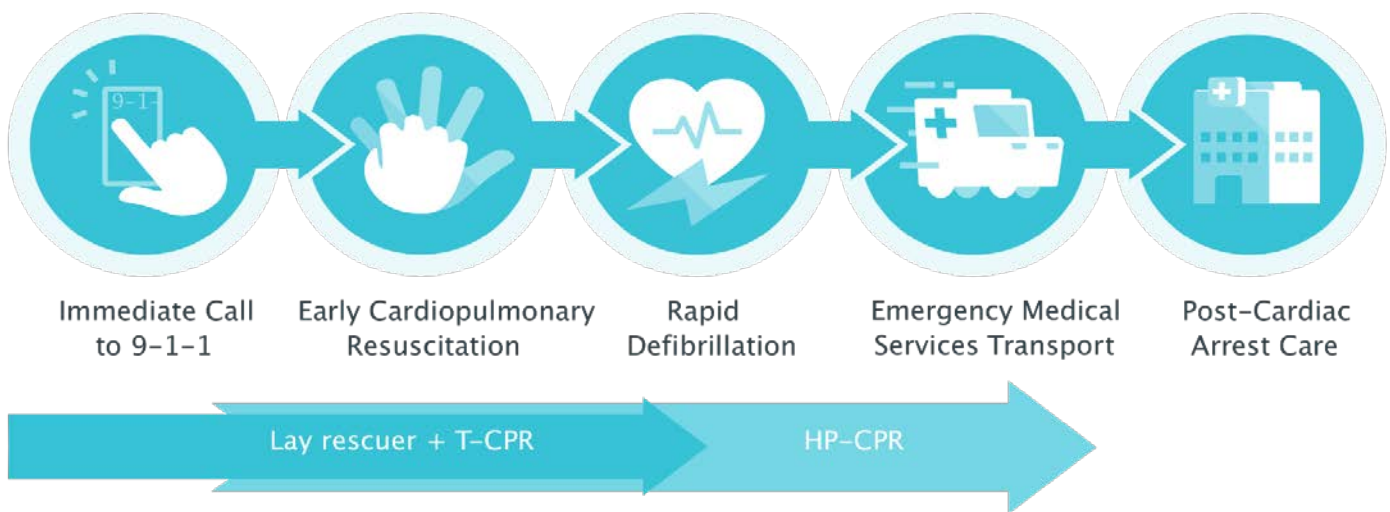 9-1-
Immediate Call
to 9-1-1
Early Cardiopulmonary
Resuscitation
Rapid
Defibrillation
Emergency Medical
Services Transport
Post-Cardiac
Arrest Care
Lay rescuer + T-CPR
HP-CPR